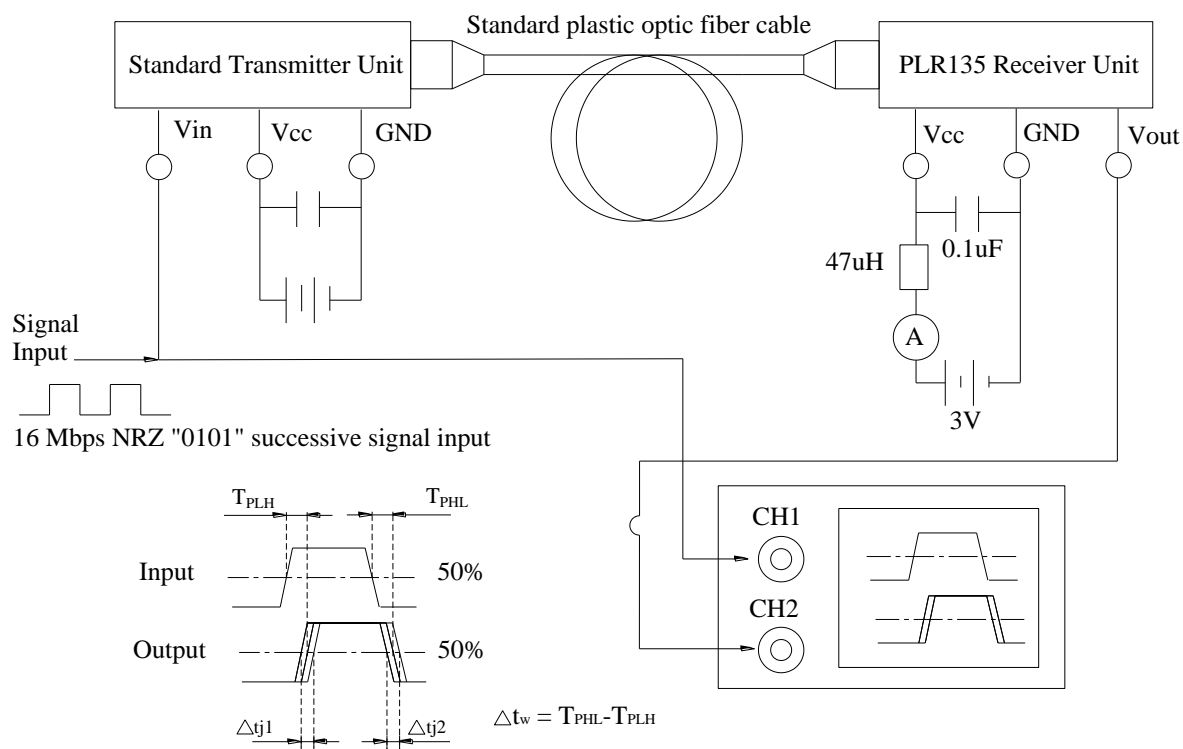 Standard plastic optic fiber cable
Standard Transmitter Unit
PLR135 Receiver Unit
Vin
Vcc
GND
Vcc
GND
Vout
0.1uF
47uH
A
3V
Signal
Input
16 Mbps NRZ "0101" successive signal input
TPLH
TPHL
Input
50%
Output
50%
△tj1
△tj2
△tw = TPHL-TPLH
CH1
CH2